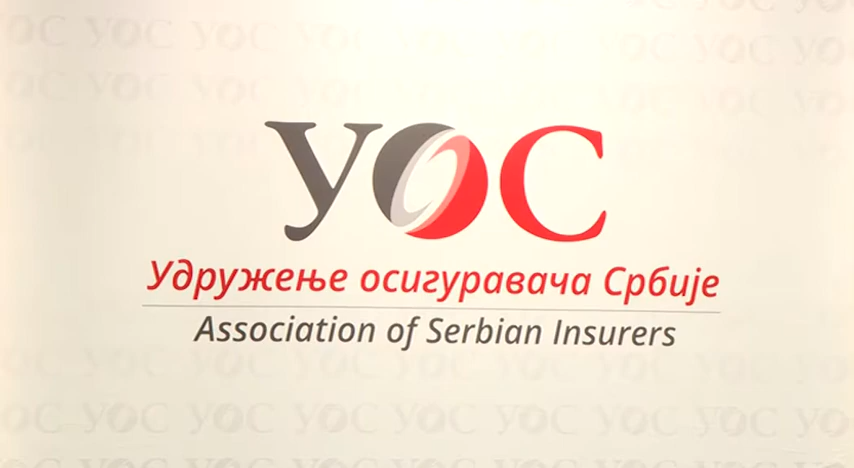 УОС
Удружење осигуравача Србије
Association of Serbian Insurers